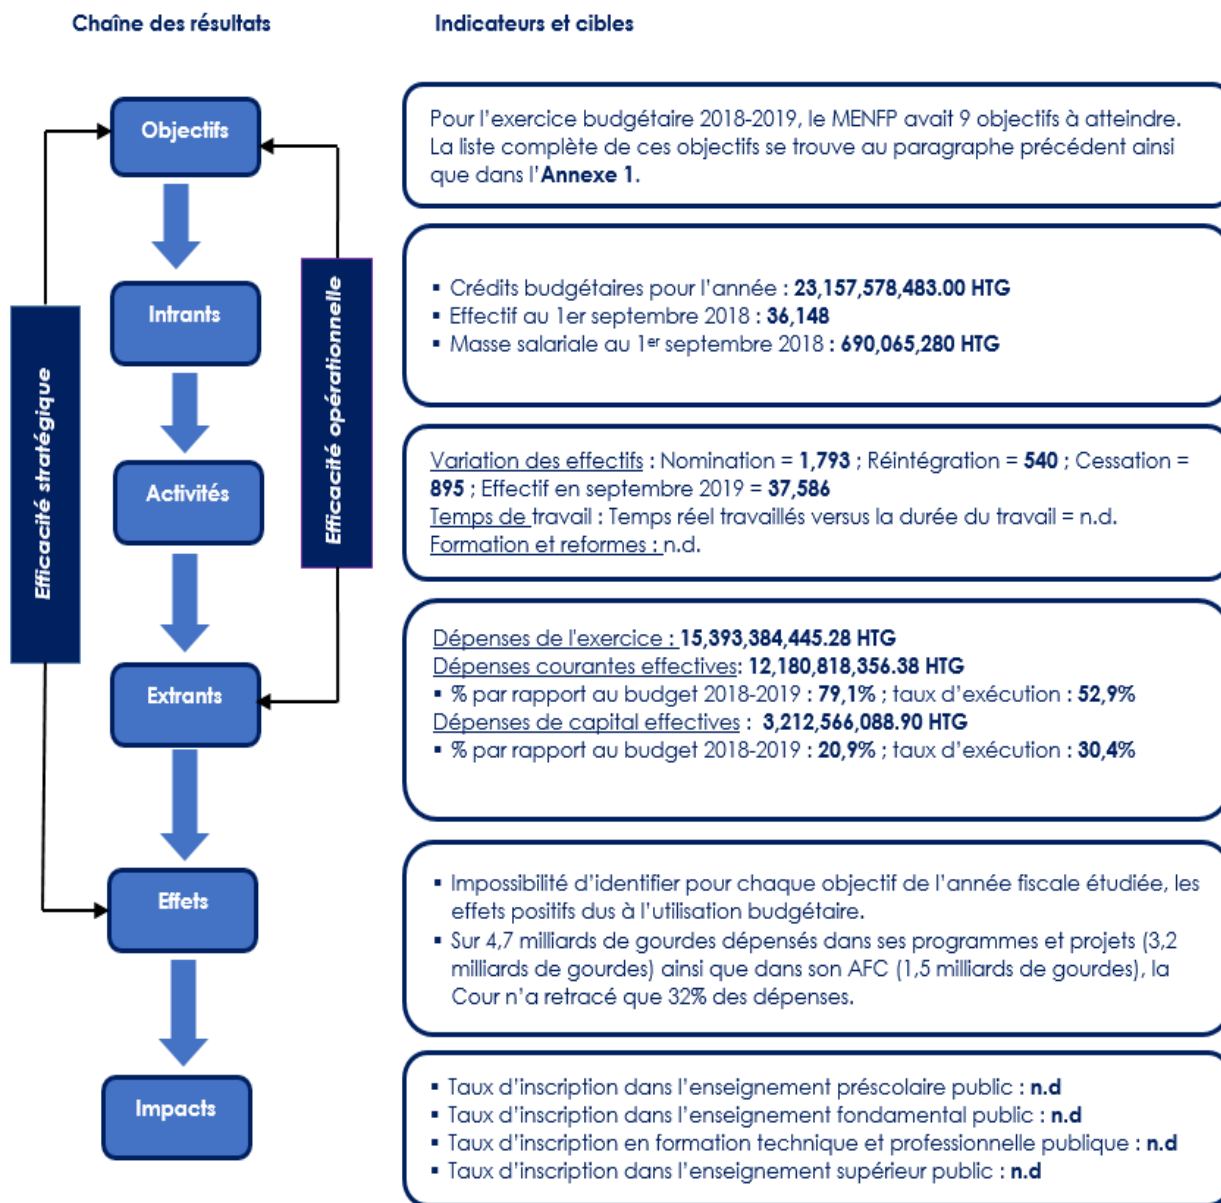 Chaîne des résultats
Indicateurs et cibles
Objectifs
Pour l'exercice budgétaire 2018-2019, le MENFP avait 9 objectifs à atteindre.
La liste complète de ces objectifs se trouve au paragraphe précédent ainsi
que dans l'Annexe 1.
Intrants
▪ Crédits budgétaires pour l'année : 23,157,578,483.00 HTG
▪ Effectif au 1er septembre 2018 : 36,148
▪ Masse salariale au 1er septembre 2018 : 690,065,280 HTG
Efficacité stratégique
Efficacité opérationnelle
Activités
Variation des effectifs : Nomination = 1,793 ; Réintégration = 540 ; Cessation =
895 ; Effectif en septembre 2019 = 37,586
Temps de travail : Temps réel travaillés versus la durée du travail = n.d.
Formation et reformes : n.d.
Extrants
Dépenses de l'exercice : 15,393,384,445.28 HTG
Dépenses courantes effectives: 12,180,818,356.38 HTG
▪ % par rapport au budget 2018-2019 : 79,1% ; taux d'exécution : 52,9%
Dépenses de capital effectives : 3,212,566,088.90 HTG
▪ % par rapport au budget 2018-2019 : 20,9% ; taux d'exécution : 30,4%
Effets
▪ Impossibilité d'identifier pour chaque objectif de l'année fiscale étudiée, les
effets positifs dus à l'utilisation budgétaire.
▪ Sur 4,7 milliards de gourdes dépensés dans ses programmes et projets (3,2
milliards de gourdes) ainsi que dans son AFC (1,5 milliards de gourdes), la
Cour n'a retracé que 32% des dépenses.
Impacts
▪ Taux d'inscription dans l'enseignement préscolaire public : n.d
▪ Taux d'inscription dans l'enseignement fondamental public : n.d
▪ Taux d'inscription en formation technique et professionnelle publique : n.d
▪ Taux d'inscription dans l'enseignement supérieur public : n.d